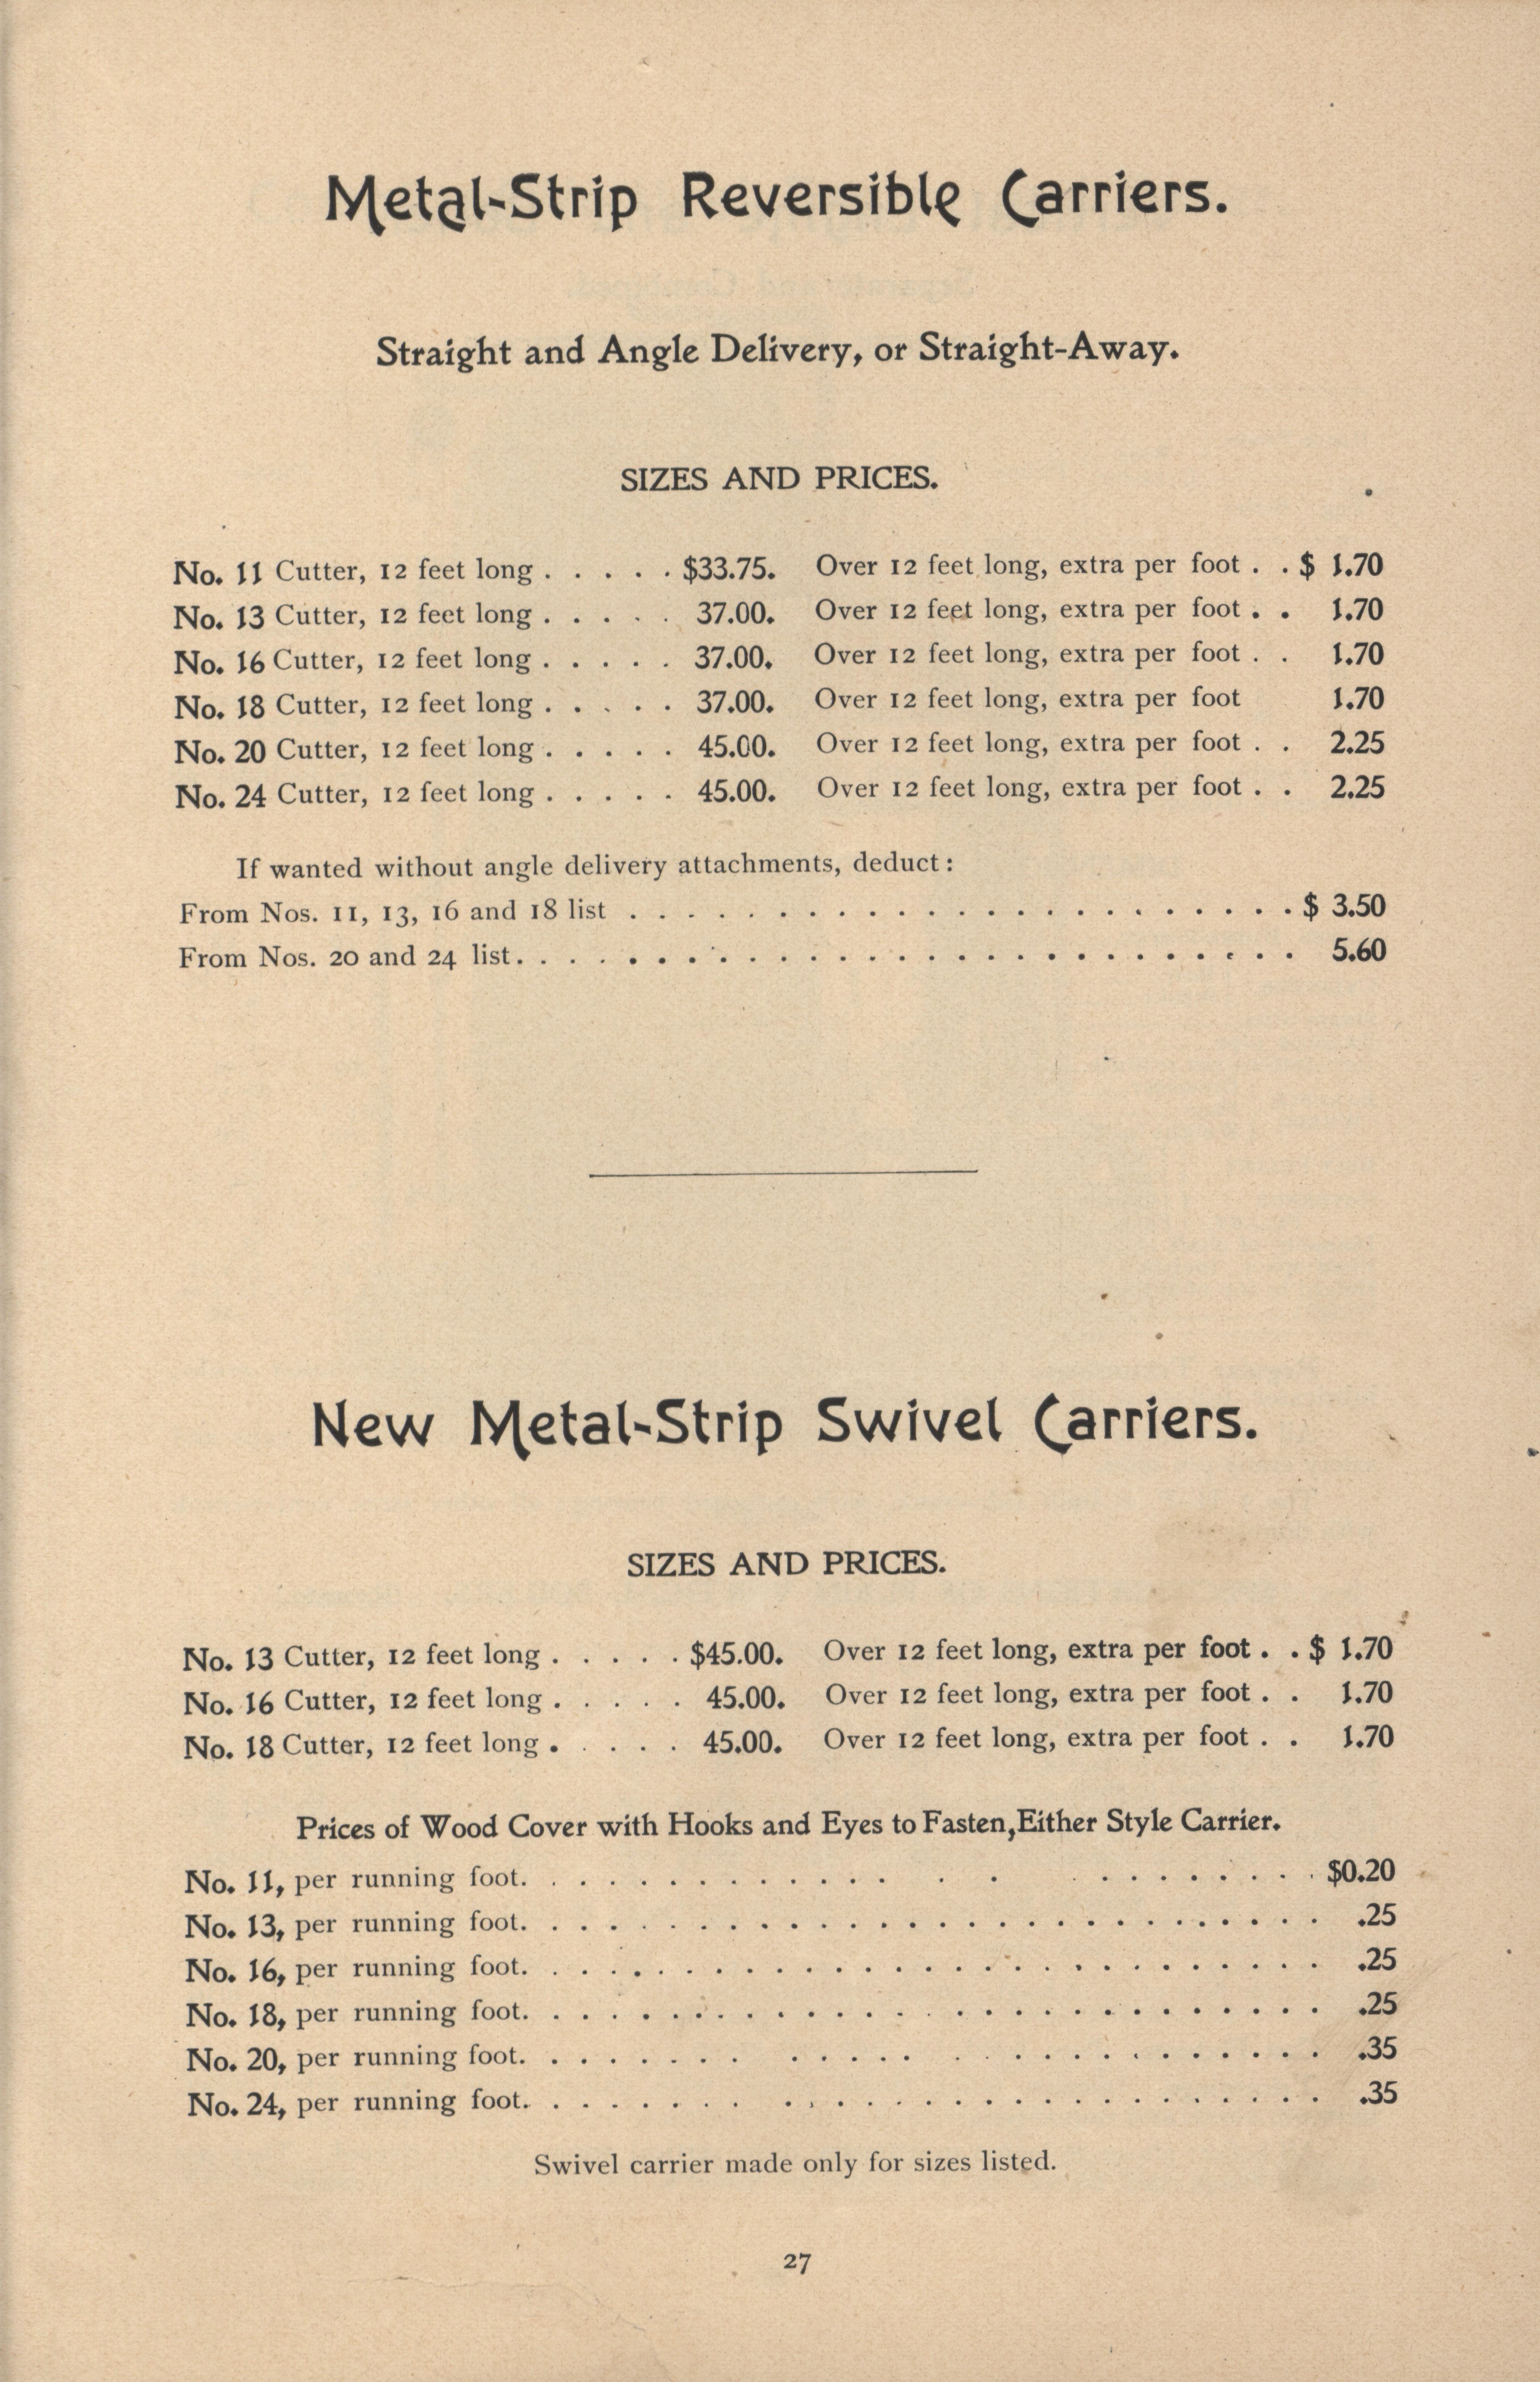 Metal-Strip Reversible Carriers.
Straight and Angle Delivery, or Straight-Away.
SIZES AND PRICES.
No. 11 Cutter, 12 feet long . . . . . $33.75. Over 12 feet long, extra per foot . . $ 1.70
No. 13 Cutter, 12 feet long . . . . . 37.00. Over 12 feet long, extra per foot . . 1.70
No. 16 Cutter, 12 feet long . . . . . 37.00. Over 12 feet long, extra per foot . . 1.70
No. 18 Cutter, 12 feet long . . . . . 37.00. Over 12 feet long, extra per foot 1.70
No. 20 Cutter, 12 feet long . . . . . 45.00. Over 12 feet long, extra per foot . . 2.25
No. 24 Cutter, 12 feet long . . . . . 45.00. Over 12 feet long, extra per foot . . 2.25
If wanted without angle delivery attachments, deduct:
From Nos. 11, 13, 16 and 18 list . . . . . . . . . . . . . . . . . . . . . . . $ 3.50
From Nos. 20 and 24 list. . . . . . . . . . . . . . . . . . . . . . . . . . . 5.60
New Metal-Strip Swivel Carriers.
SIZES AND PRICES.
No. 13 Cutter, 12 feet long . . . . . $45.00. Over 12 feet long, extra per foot . . $ 1.70
No. 16 Cutter, 12 feet long . . . . . 45.00. Over 12 feet long, extra per foot . . 1.70
No. 18 Cutter, 12 feet long . . . . . 45.00. Over 12 feet long, extra per foot . . 1.70
Prices of Wood Cover with Hooks and Eyes to Fasten, Either Style Carrier.
No. 11, per running foot. . . . . . . . . . . . . . . . . . . . . . . . $0.20
No. 13, per running foot. . . . . . . . . . . . . . . . . . . . . . . . . . . .25
No. 16, per running foot. . . . . . . . . . . . . . . . . . . . . . . . . . . .25
No. 18, per running foot. . . . . . . . . . . . . . . . . . . . . . . . . . . .25
No. 20, per running foot. . . . . . . . . . . . . . . . . . . . . . . . . .35
No. 24, per running foot. . . . . . . . . . . . . . . . . . . . . . . . . . .35
Swivel carrier made only for sizes listed.
27